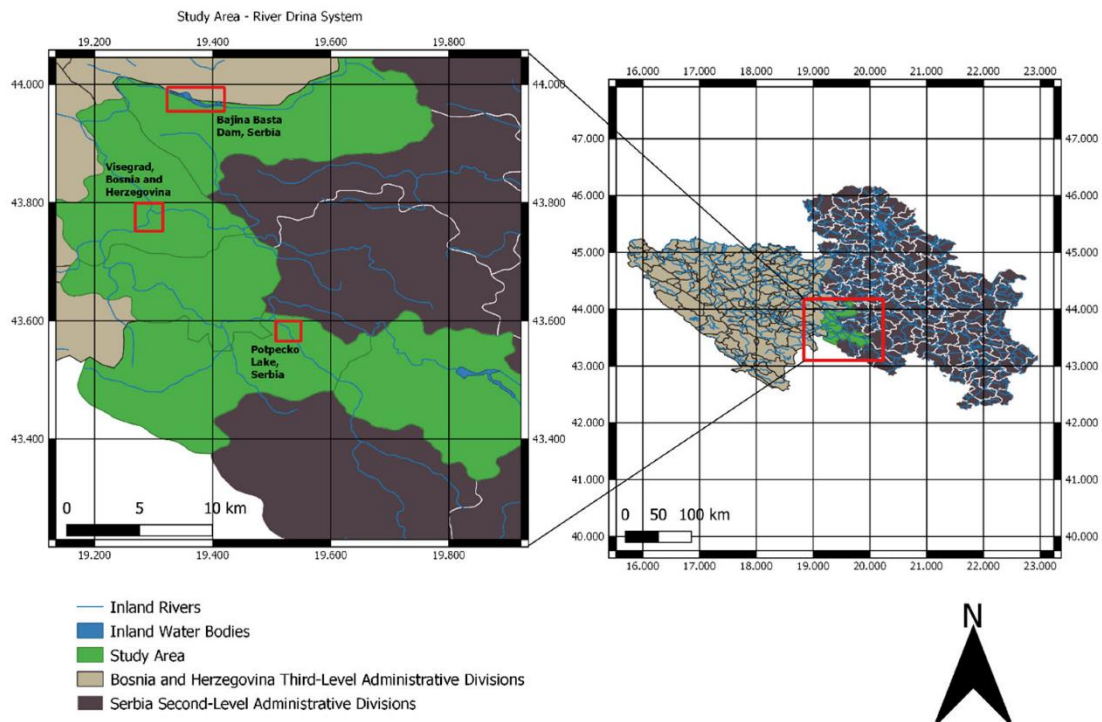 Study Area - River Drina System
19.200 19.400 19.600 19.800
44.000 44.000
Bajina Basta
Dam, Serbia
Visegrad,
Bosnia and
Herzegovina
43.800 43.800
43.600 43.600
Potpecko
Lake,
Serbia
43.400 43.400
0 5 10 km
19.200 19.400 19.600 19.800
16.000 17.000 18.000 19.000 20.000 21.000 22.000 23.000
47.000 47.000
46.000 46.000
45.000 45.000
44.000 44.000
43.000 43.000
42.000 42.000
41.000 41.000
0 50 100 km
40.000 40.000
16.000 17.000 18.000 19.000 20.000 21.000 22.000 23.000
Inland Rivers
Inland Water Bodies
Study Area
Bosnia and Herzegovina Third-Level Administrative Divisions
Serbia Second-Level Administrative Divisions
N